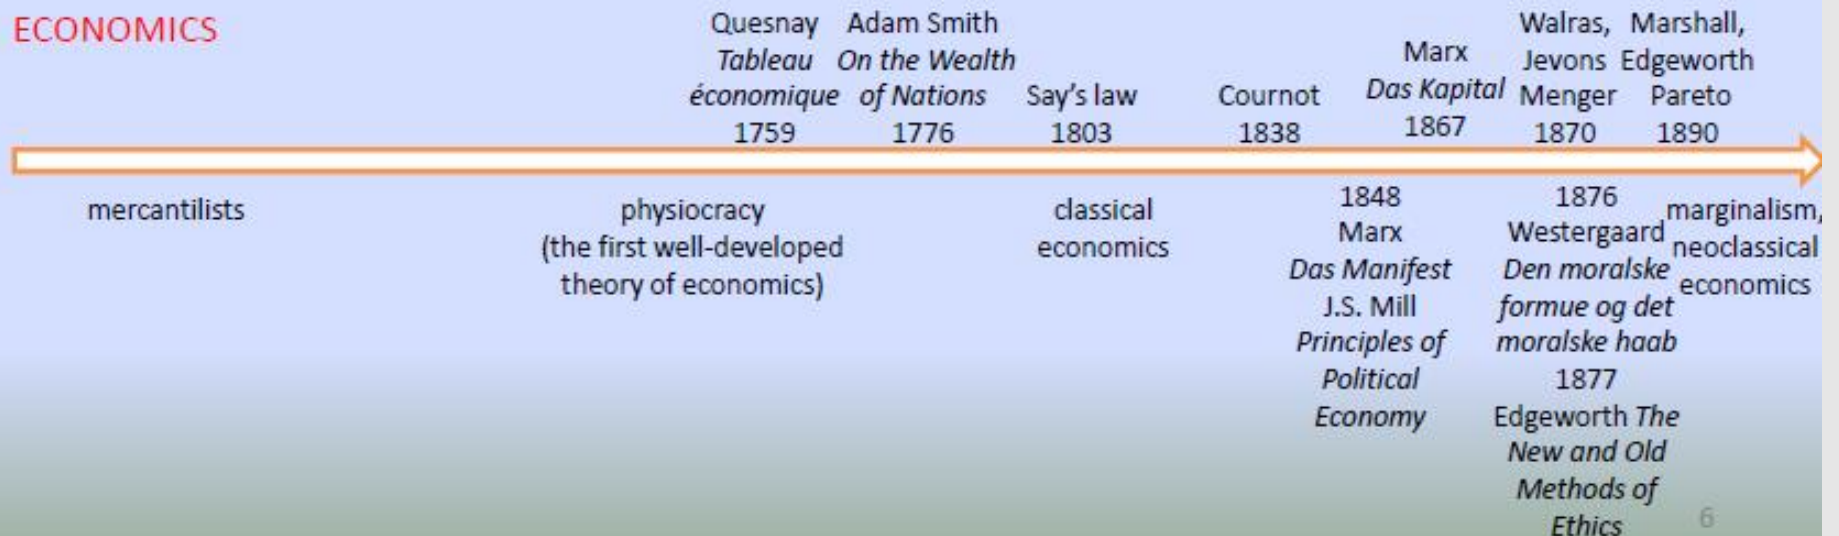 ECONOMICS
Quesnay
Tableau
économique
1759
Adam Smith
On the Wealth
of Nations
1776
Say's law
1803
Cournot
1838
Marx
Das Kapital
1867
Walras,
Jevons
Menger
1870
Marshall,
Edgeworth
Pareto
1890
mercantilists
physiocracy
(the first well-developed
theory of economics)
classical
economics
1848
Marx
Das Manifest
J.S. Mill
Principles of
Political
Economy
1876
Westergaard
Den moralske
formue og det
moralske haab
1877
Edgeworth The
New and Old
Methods of
Ethics
marginalism,
neoclassical
economics
6